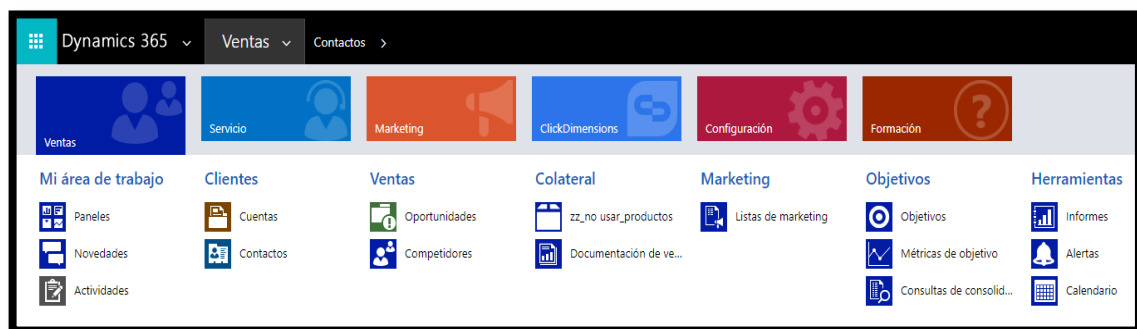 Dynamics 365 Ventas Contactos >
Ventas Servicio Marketing ClickDimensions Configuración Formación
Mi área de trabajo Clientes Ventas Colateral Marketing Objetivos Herramientas
Paneles Cuentas Oportunidades zz_no usar_productos Listas de marketing Objetivos Informes
Novedades Contactos Competidores Documentación de ve... Métricas de objetivo Alertas
Actividades Consultas de consolid... Calendario